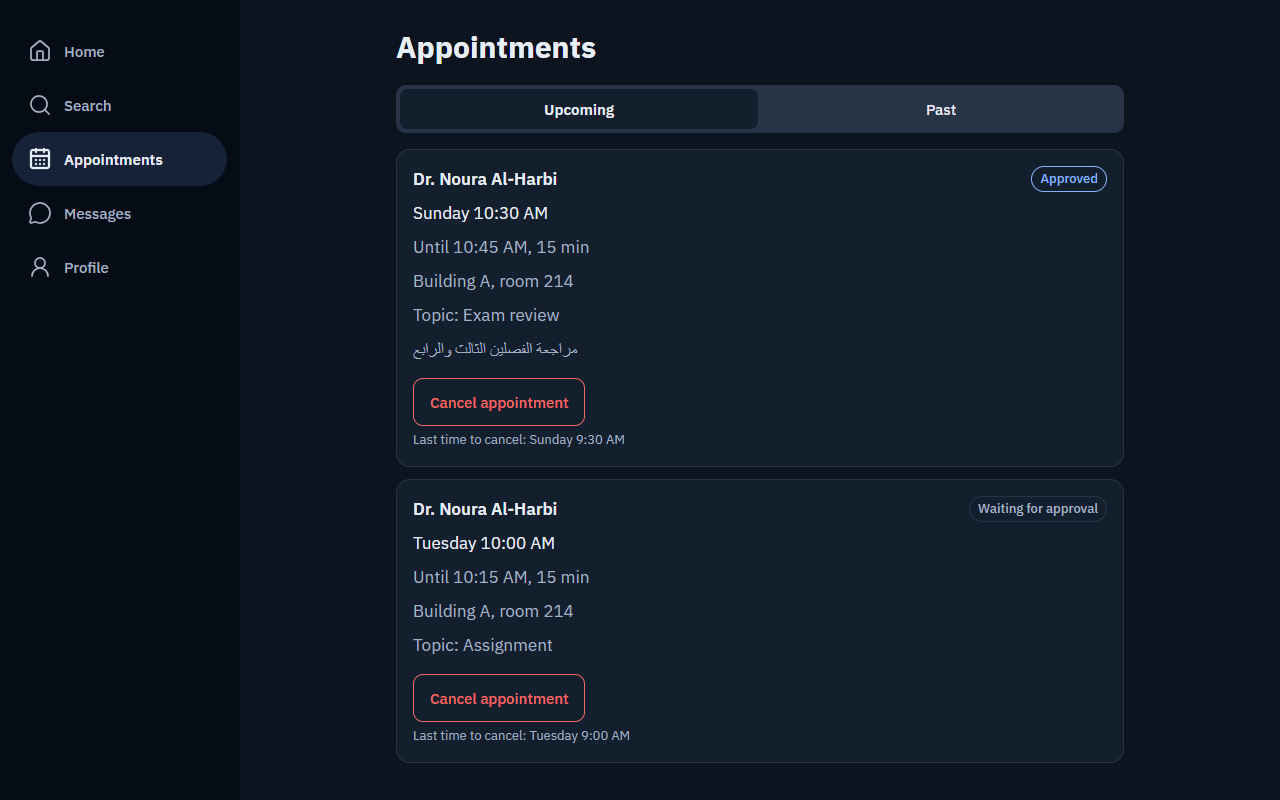 Home
Search
Appointments
Messages
Profile
Appointments
Upcoming
Past
Dr. Noura Al-Harbi
Approved
Sunday 10:30 AM
Until 10:45 AM, 15 min
Building A, room 214
Topic: Exam review
مراجعة الفصلين الثالث والرابع
Cancel appointment
Last time to cancel: Sunday 9:30 AM
Dr. Noura Al-Harbi
Waiting for approval
Tuesday 10:00 AM
Until 10:15 AM, 15 min
Building A, room 214
Topic: Assignment
Cancel appointment
Last time to cancel: Tuesday 9:00 AM